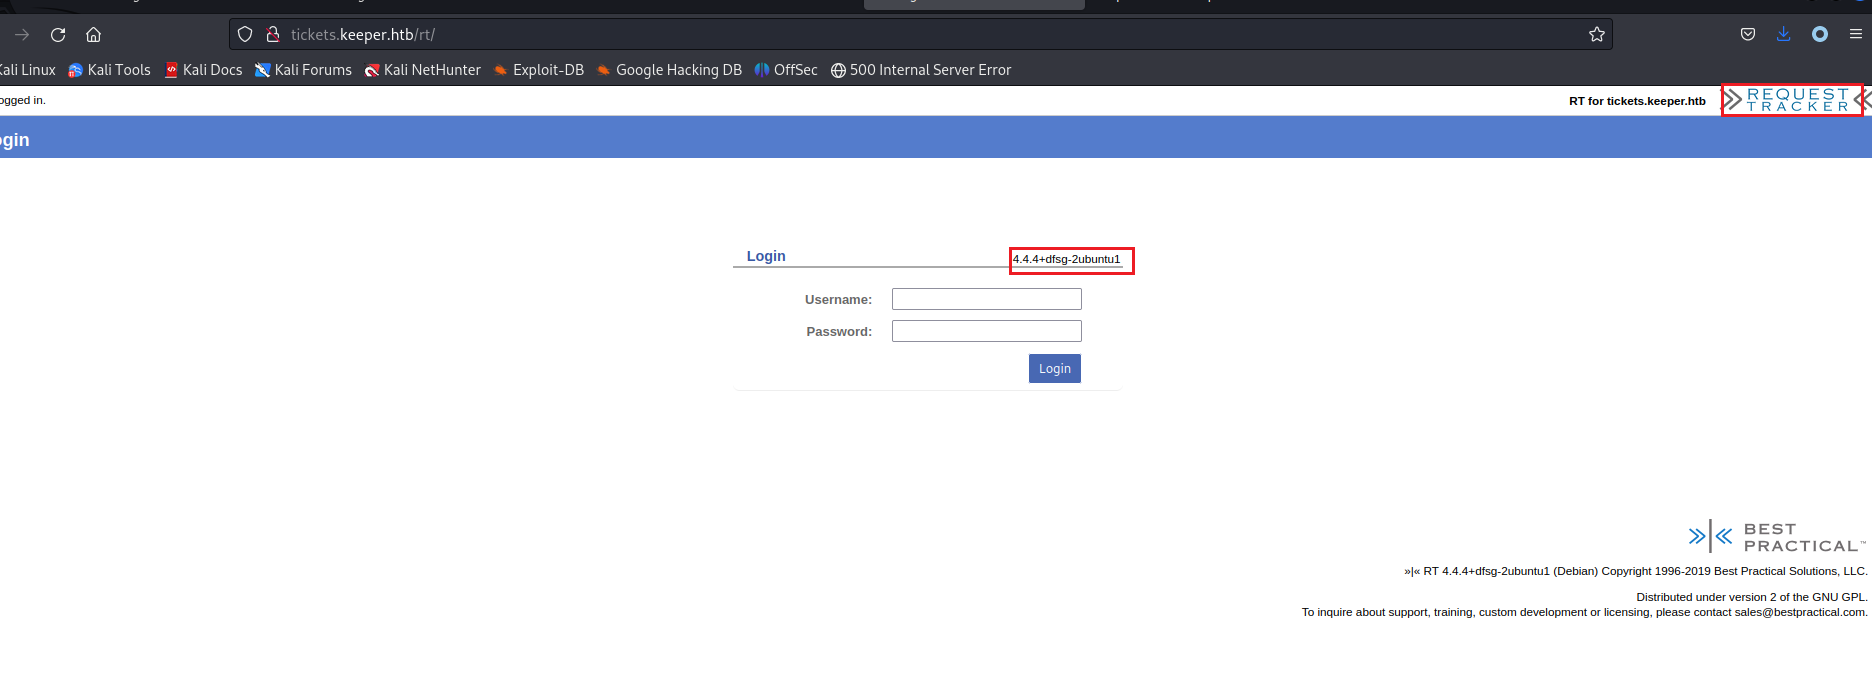 tickets.keeper.htb/rt/
Kali Linux Kali Tools Kali Docs Kali Forums Kali NetHunter Exploit-DB Google Hacking DB OffSec 500 Internal Server Error
ogged in. RT for tickets.keeper.htb REQUEST TRACKER
ogin
Login 4.4.4+dfsg-2ubuntu1
Username:
Password:
Login
BEST
PRACTICAL™
»|« RT 4.4.4+dfsg-2ubuntu1 (Debian) Copyright 1996-2019 Best Practical Solutions, LLC.
Distributed under version 2 of the GNU GPL.
To inquire about support, training, custom development or licensing, please contact sales@bestpractical.com.